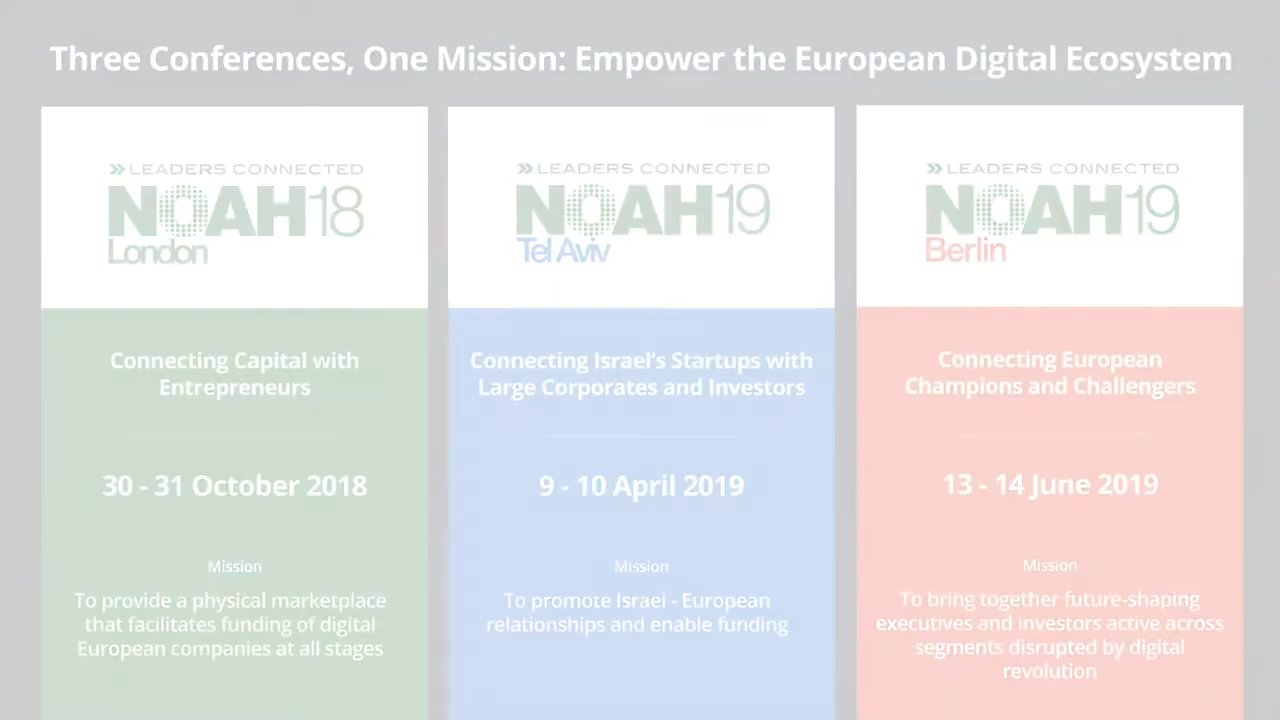 Three Conferences, One Mission: Empower the European Digital Ecosystem
LEADERS CONNECTED
NOAH18
London
Connecting Capital with
Entrepreneurs
30 - 31 October 2018
Mission
To provide a physical marketplace
that facilitates funding of digital
European companies at all stages
LEADERS CONNECTED
NOAH19
Tel Aviv
Connecting Israel's Startups with
Large Corporates and Investors
9 - 10 April 2019
Mission
To promote Israel - European
relationships and enable funding
LEADERS CONNECTED
NOAH19
Berlin
Connecting European
Champions and Challengers
13 - 14 June 2019
Mission
To bring together future-shaping
executives and investors active across
segments disrupted by digital
revolution